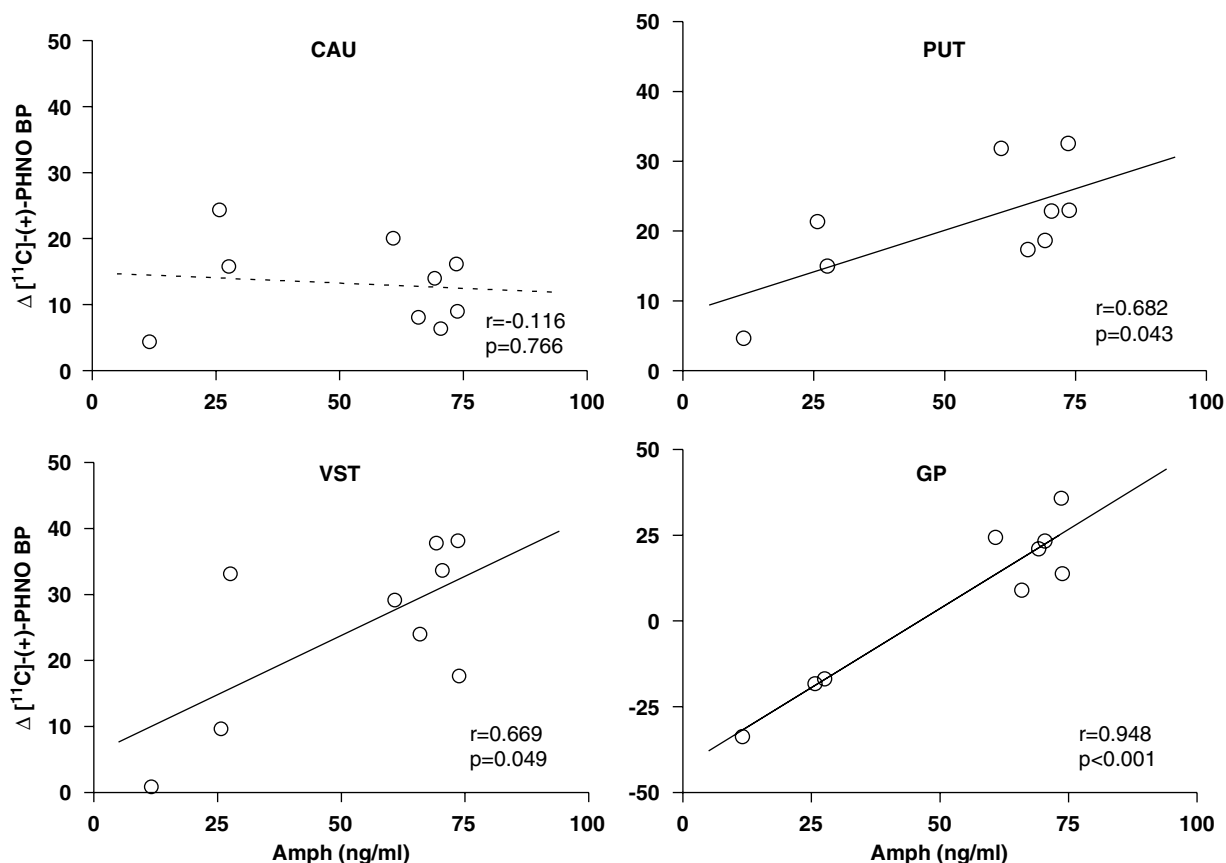 CAU
Δ [¹¹C]-(+)-PHNO BP
50
40
30
20
10
0
r=-0.116
p=0.766
0 25 50 75 100
PUT
50
40
30
20
10
0
r=0.682
p=0.043
0 25 50 75 100
VST
Δ [¹¹C]-(+)-PHNO BP
50
40
30
20
10
0
r=0.669
p=0.049
0 25 50 75 100
Amph (ng/ml)
GP
50
25
0
-25
-50
r=0.948
p<0.001
0 25 50 75 100
Amph (ng/ml)